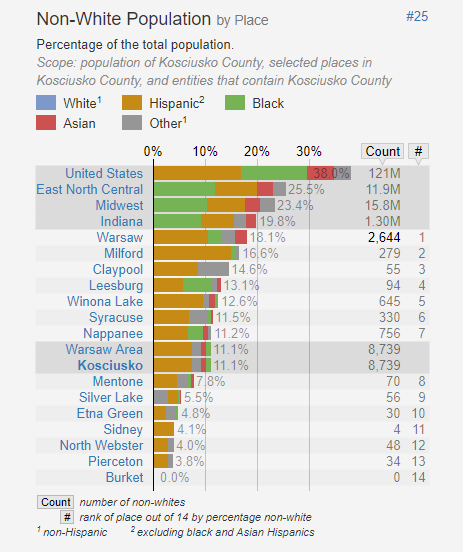 Non-White Population by Place #25
Percentage of the total population.
Scope: population of Kosciusko County, selected places in
Kosciusko County, and entities that contain Kosciusko County
White1 Hispanic2 Black
Asian Other1
0% 10% 20% 30% Count #
United States 38.0% 121M
East North Central 25.5% 11.9M
Midwest 23.4% 15.8M
Indiana 19.8% 1.30M
Warsaw 18.1% 2,644 1
Milford 16.6% 279 2
Claypool 14.6% 55 3
Leesburg 13.1% 94 4
Winona Lake 12.6% 645 5
Syracuse 11.5% 330 6
Nappanee 11.2% 756 7
Warsaw Area 11.1% 8,739
Kosciusko 11.1% 8,739
Mentone 7.8% 70 8
Silver Lake 5.5% 56 9
Etna Green 4.8% 30 10
Sidney 4.1% 4 11
North Webster 4.0% 48 12
Pierceton 3.8% 34 13
Burket 0.0% 0 14
Count number of non-whites
# rank of place out of 14 by percentage non-white
1 non-Hispanic 2 excluding black and Asian Hispanics